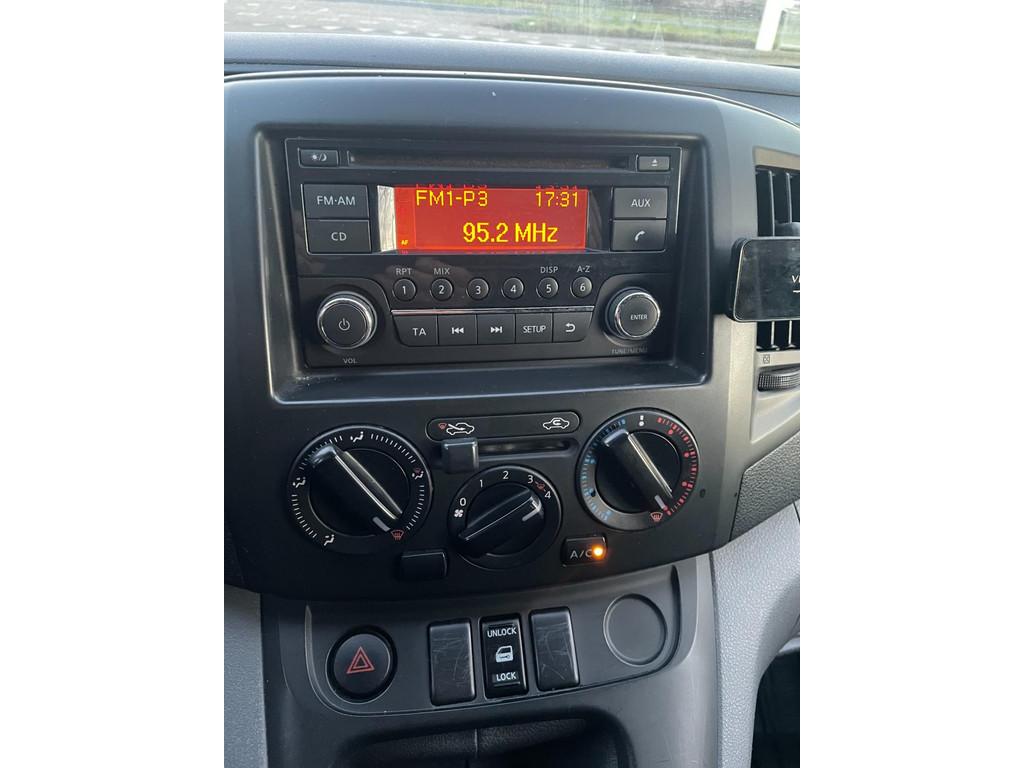 FM·AM
FM1-P3 17:31
AUX
CD
AF
95.2 MHz
RPT MIX DISP A-Z
1 2 3 4 5 6
TA SETUP ENTER
VOL TUNE/MENU
0 1 2 3 4
A/C
UNLOCK
LOCK